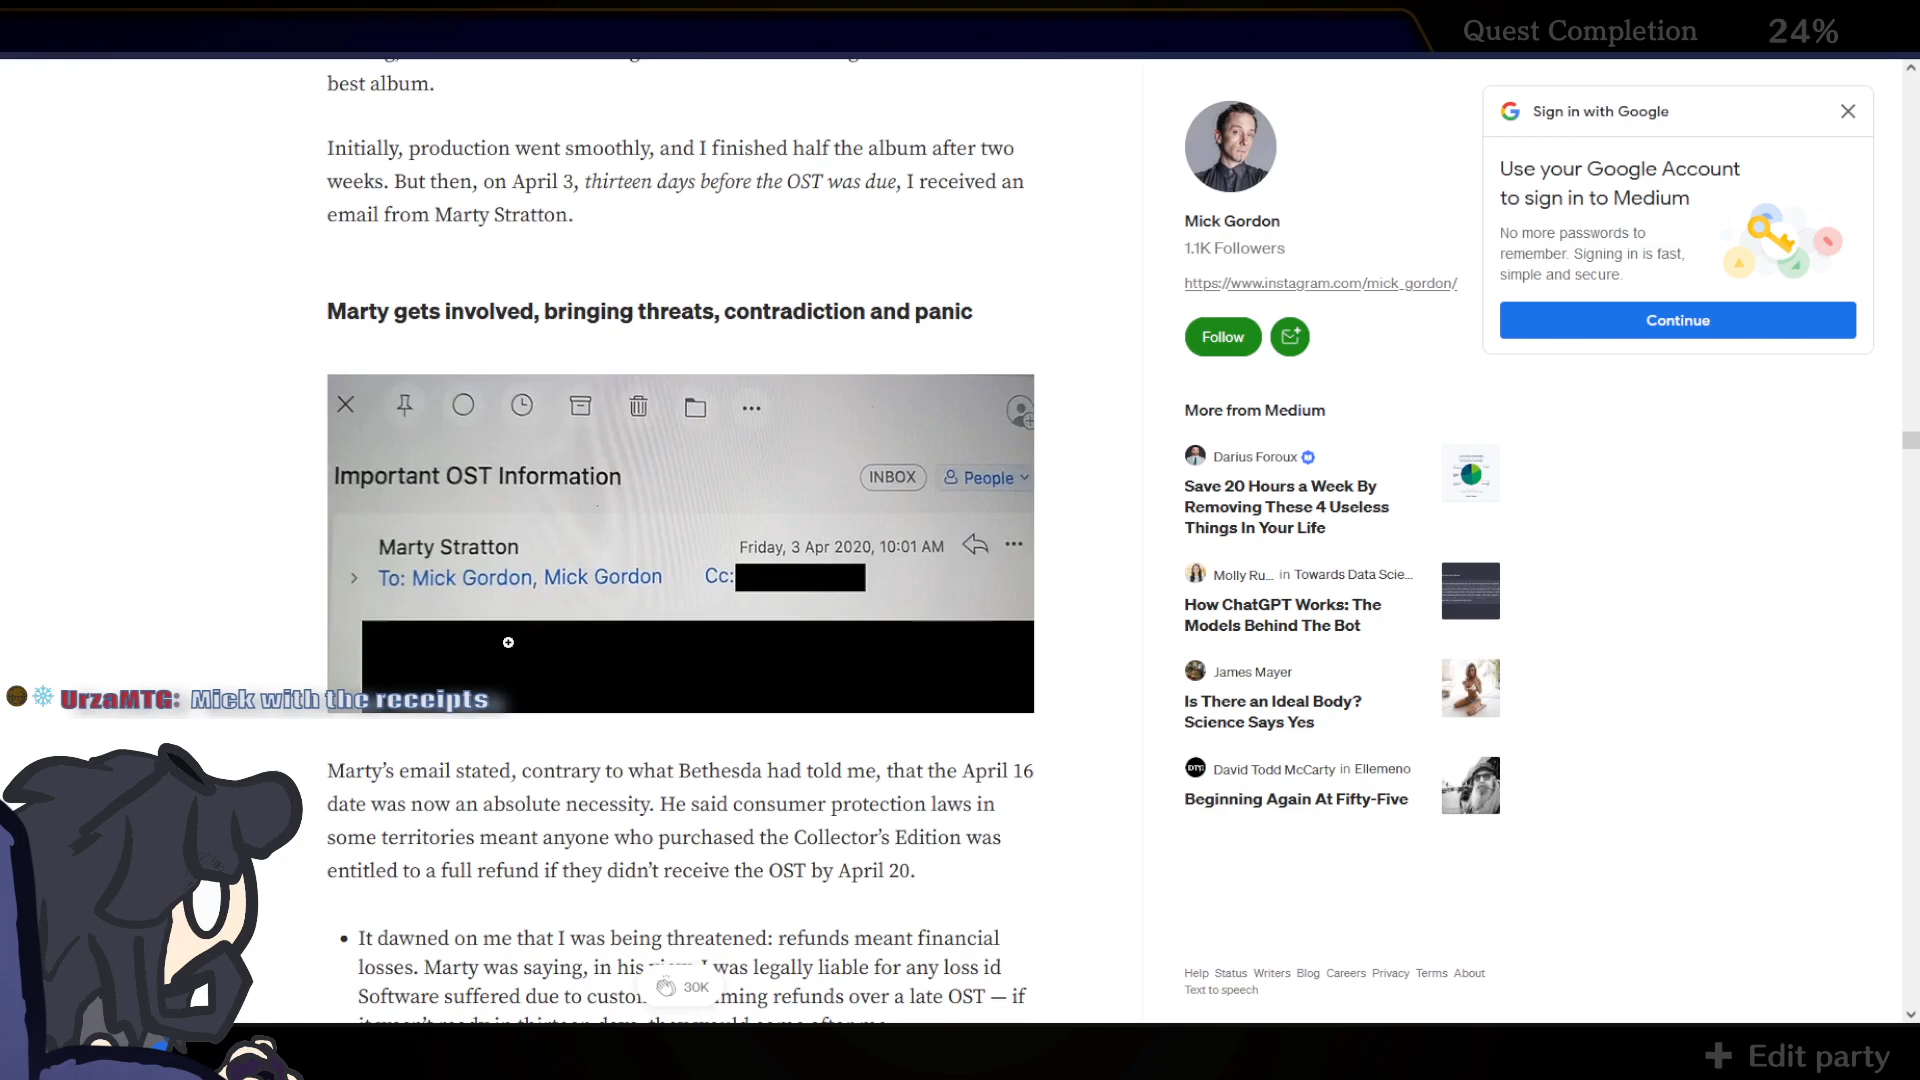 Quest Completion 24%
best album.
Initially, production went smoothly, and I finished half the album after two
weeks. But then, on April 3, thirteen days before the OST was due, I received an
email from Marty Stratton.
Marty gets involved, bringing threats, contradiction and panic
Important OST Information
INBOX
People
Marty Stratton
Friday, 3 Apr 2020, 10:01 AM
To: Mick Gordon, Mick Gordon
Cc:
UrzaMTG: Mick with the receipts
Marty’s email stated, contrary to what Bethesda had told me, that the April 16
date was now an absolute necessity. He said consumer protection laws in
some territories meant anyone who purchased the Collector’s Edition was
entitled to a full refund if they didn’t receive the OST by April 20.
• It dawned on me that I was being threatened: refunds meant financial
losses. Marty was saying, in his I was legally liable for any loss id
Software suffered due to refunds over a late OST — if
30K
Mick Gordon
1.1K Followers
https://www.instagram.com/mick_gordon/
Follow
More from Medium
Darius Foroux
Save 20 Hours a Week By
Removing These 4 Useless
Things In Your Life
Molly Ru... in Towards Data Scie...
How ChatGPT Works: The
Models Behind The Bot
James Mayer
Is There an Ideal Body?
Science Says Yes
David Todd McCarty in Ellemeno
Beginning Again At Fifty-Five
Help Status Writers Blog Careers Privacy Terms About
Text to speech
Sign in with Google
Use your Google Account
to sign in to Medium
No more passwords to
remember. Signing in is fast,
simple and secure.
Continue
Edit party